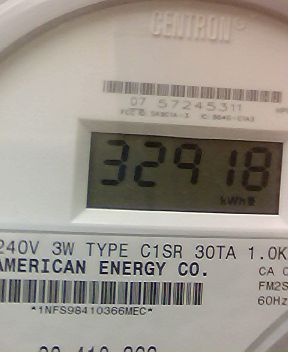 CENTRON®
07 57245311
32918
kWh
240V 3W TYPE C1SR 30TA 1.0K
AMERICAN ENERGY CO.
CA
FM2S
60Hz
*1NFS98410366MEC*